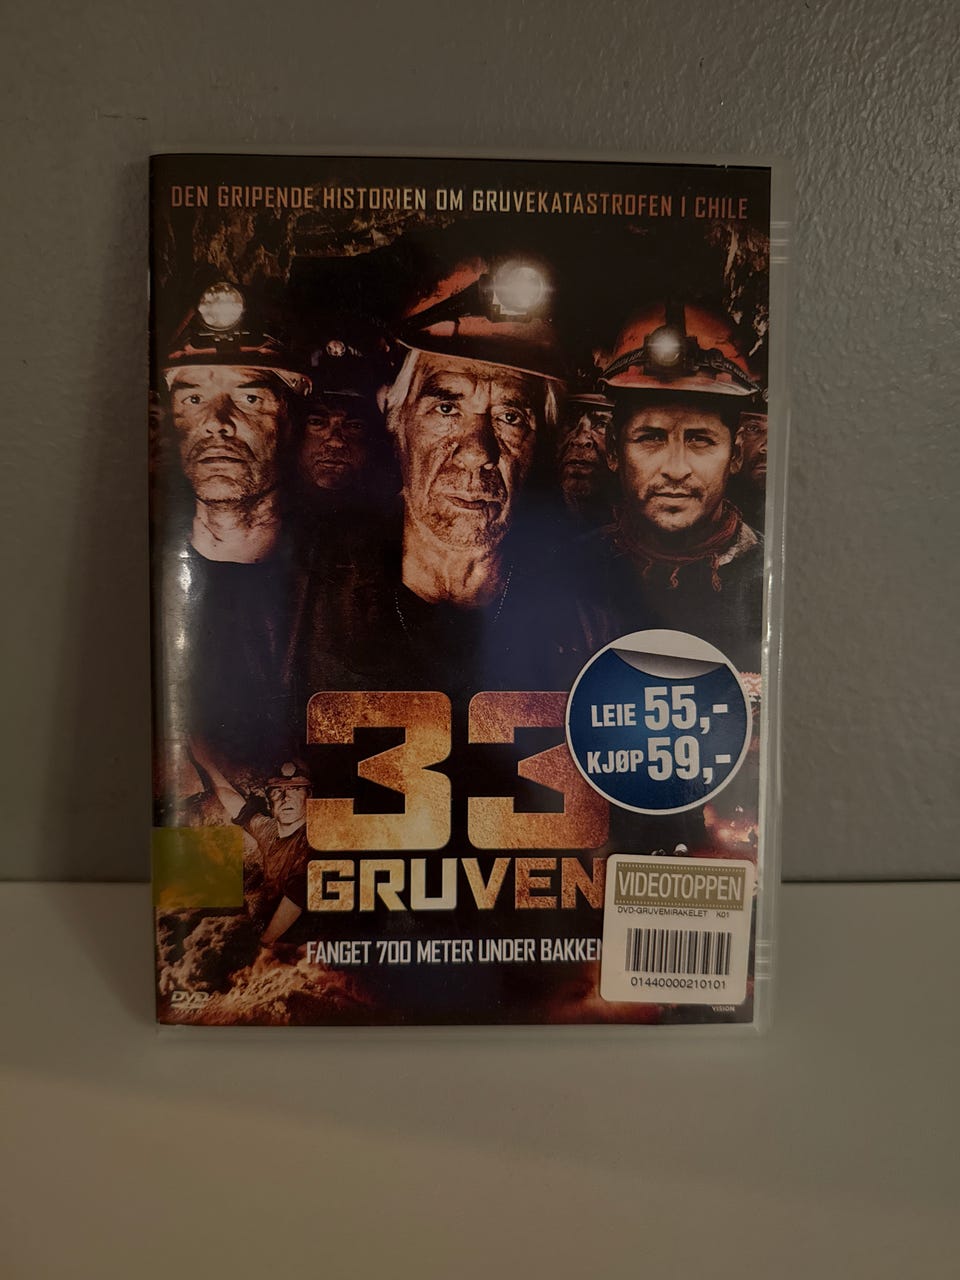 DEN GRIPENDE HISTORIEN OM GRUVEKATASTROFEN I CHILE
33
LEIE 55,-
KJØP 59,-
GRUVEN
FANGET 700 METER UNDER BAKKEN
VIDEOTOPPEN
DVD-GRUVEMIRAKELET K01
01440000210101
DVD
VISION